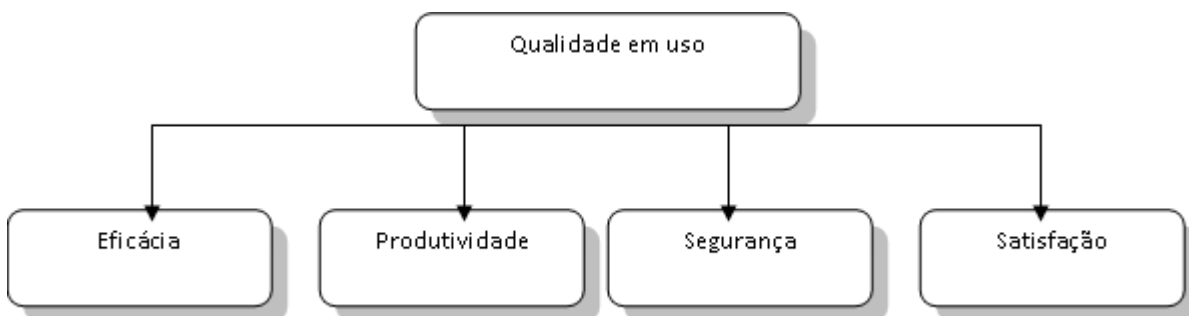 Qualidade em uso
Eficácia
Produtividade
Segurança
Satisfação